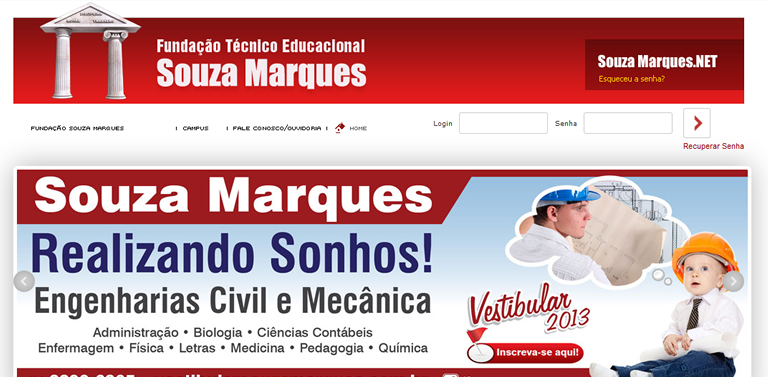 Fundação Técnico Educacional
Souza Marques
Souza Marques.NET
Esqueceu a senha?
FUNDAÇÃO SOUZA MARQUES | CAMPUS | FALE CONOSCO/OUVIDORIA | HOME
Login
Senha
Recuperar Senha
Souza Marques
Realizando Sonhos!
Engenharias Civil e Mecânica
Administração • Biologia • Ciências Contábeis
Enfermagem • Física • Letras • Medicina • Pedagogia • Química
Vestibular
2013
Inscreva-se aqui!